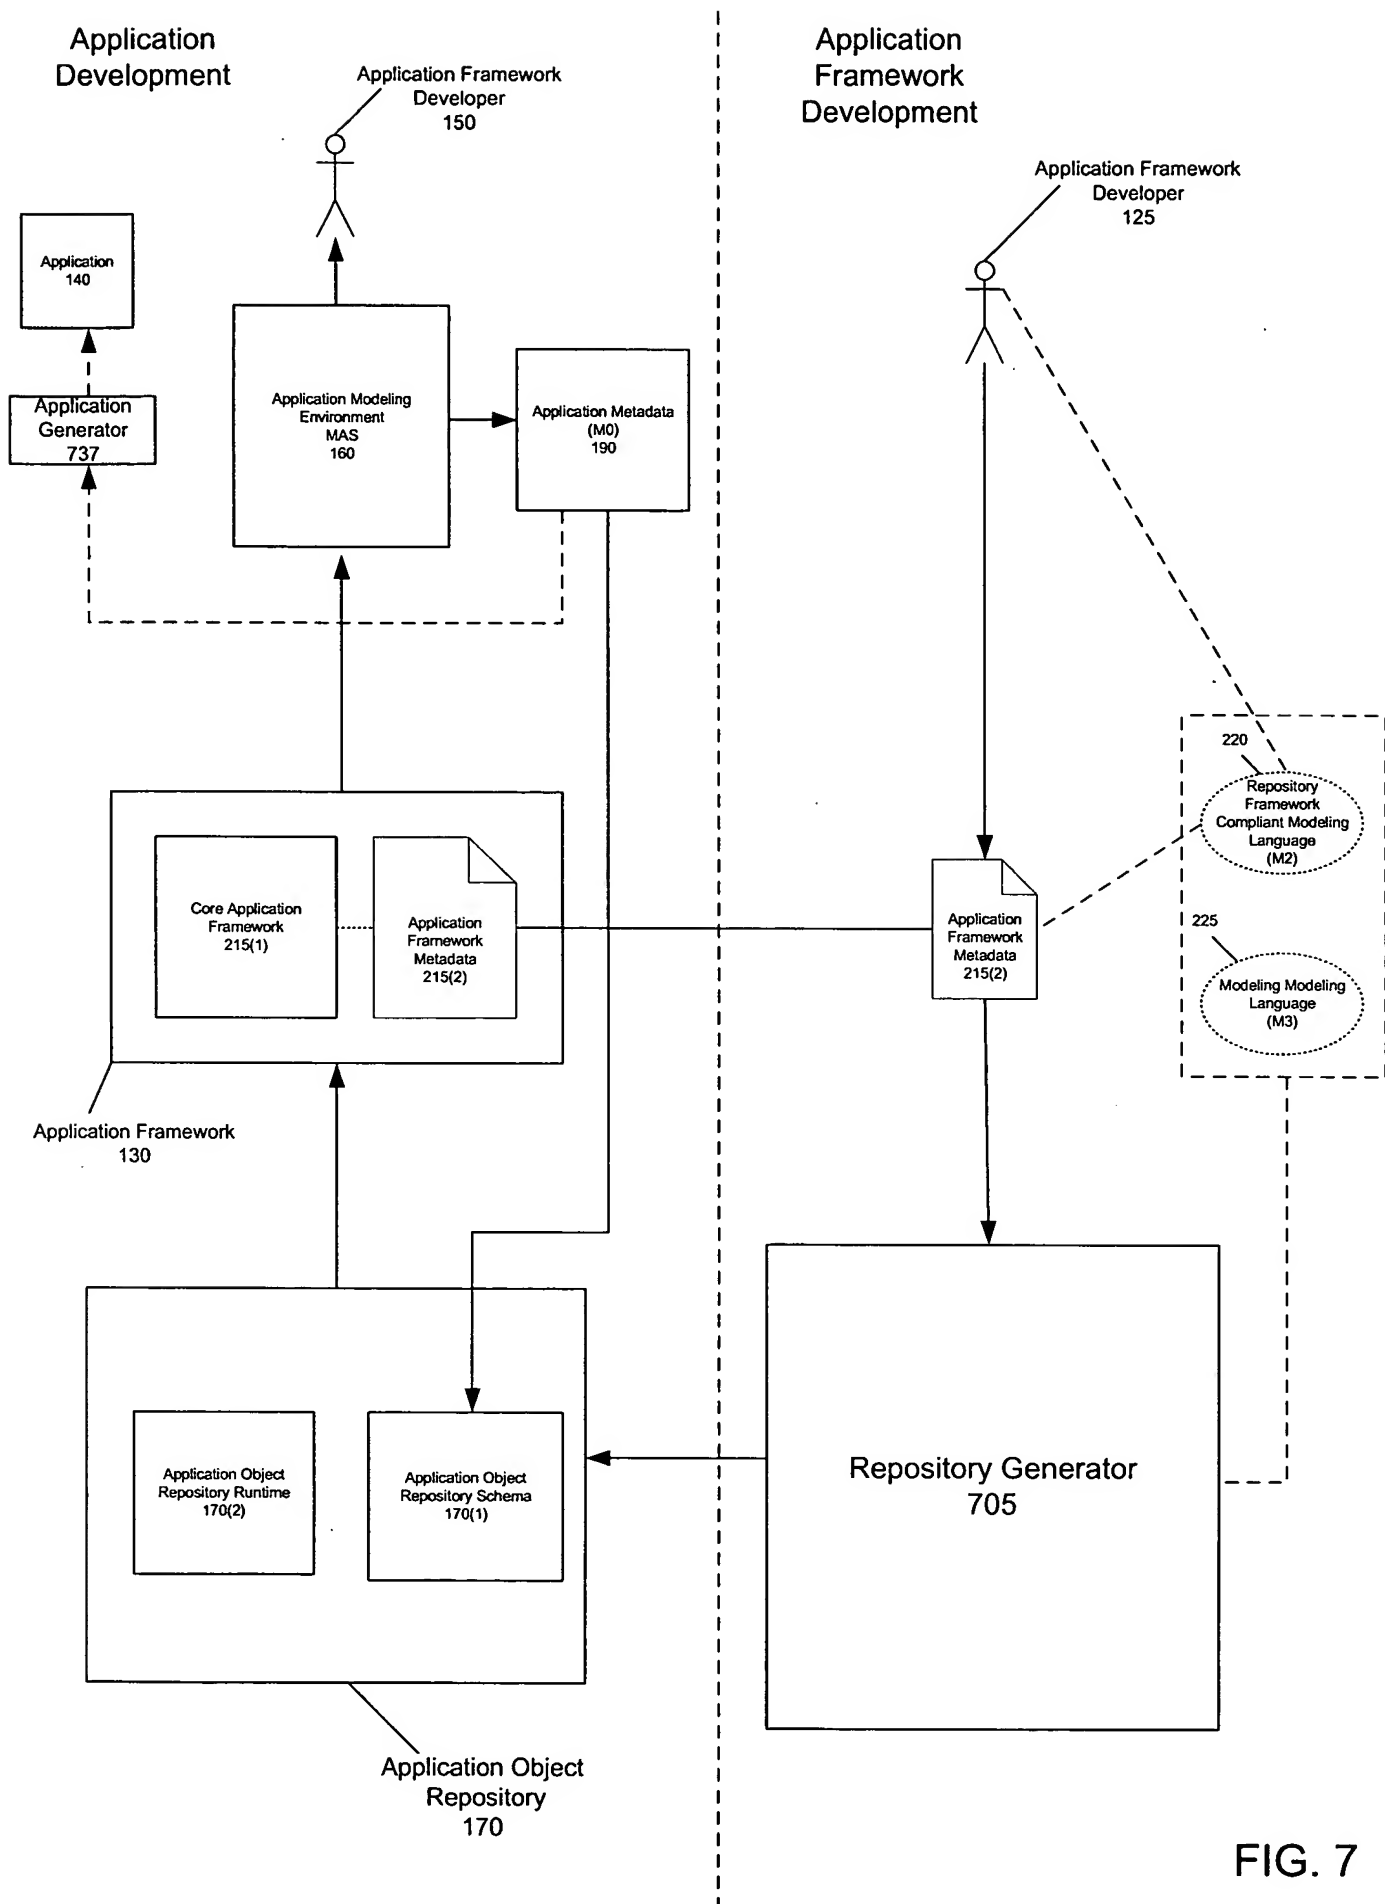 Application
Development
Application Framework
Developer
150
Application
140
Application
Generator
737
Application Modeling
Environment
MAS
160
Application Metadata
(M0)
190
Core Application
Framework
215(1)
Application
Framework
Metadata
215(2)
Application Framework
130
Application Object
Repository Runtime
170(2)
Application Object
Repository Schema
170(1)
Application Object
Repository
170
Application
Framework
Development
Application Framework
Developer
125
220
Repository
Framework
Compliant Modeling
Language
(M2)
225
Modeling Modeling
Language
(M3)
Application
Framework
Metadata
215(2)
Repository Generator
705
FIG. 7